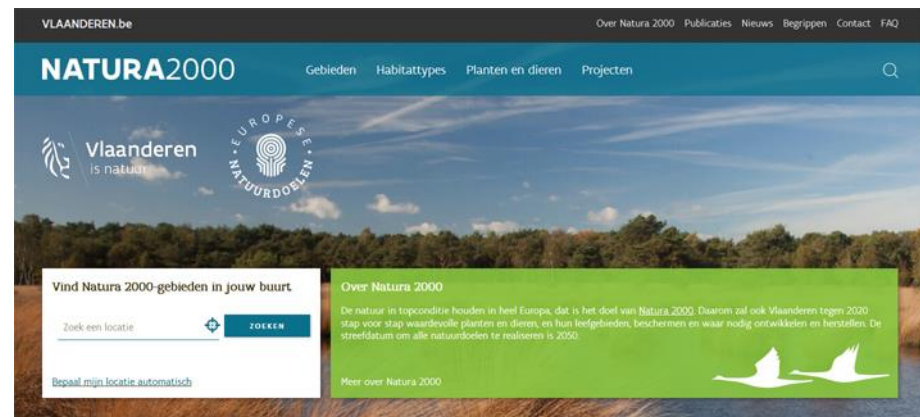 VLAANDEREN.be
Over Natura 2000 Publicaties Nieuws Begrippen Contact FAQ
NATURA2000
Gebieden Habitattypes Planten en dieren Projecten
Vlaanderen
is natuur
EUROPESE
NATUURDOELEN
Vind Natura 2000-gebieden in jouw buurt
Zoek een locatie
ZOEKEN
Bepaal mijn locatie automatisch
Over Natura 2000
De natuur in topconditie houden in heel Europa, dat is het doel van Natura 2000. Daarom zal ook Vlaanderen tegen 2020
stap voor stap waardevolle planten en dieren, en hun leefgebieden, beschermen en waar nodig ontwikkelen en herstellen. De
streefdatum om alle natuurdoelen te realiseren is 2050.
Meer over Natura 2000